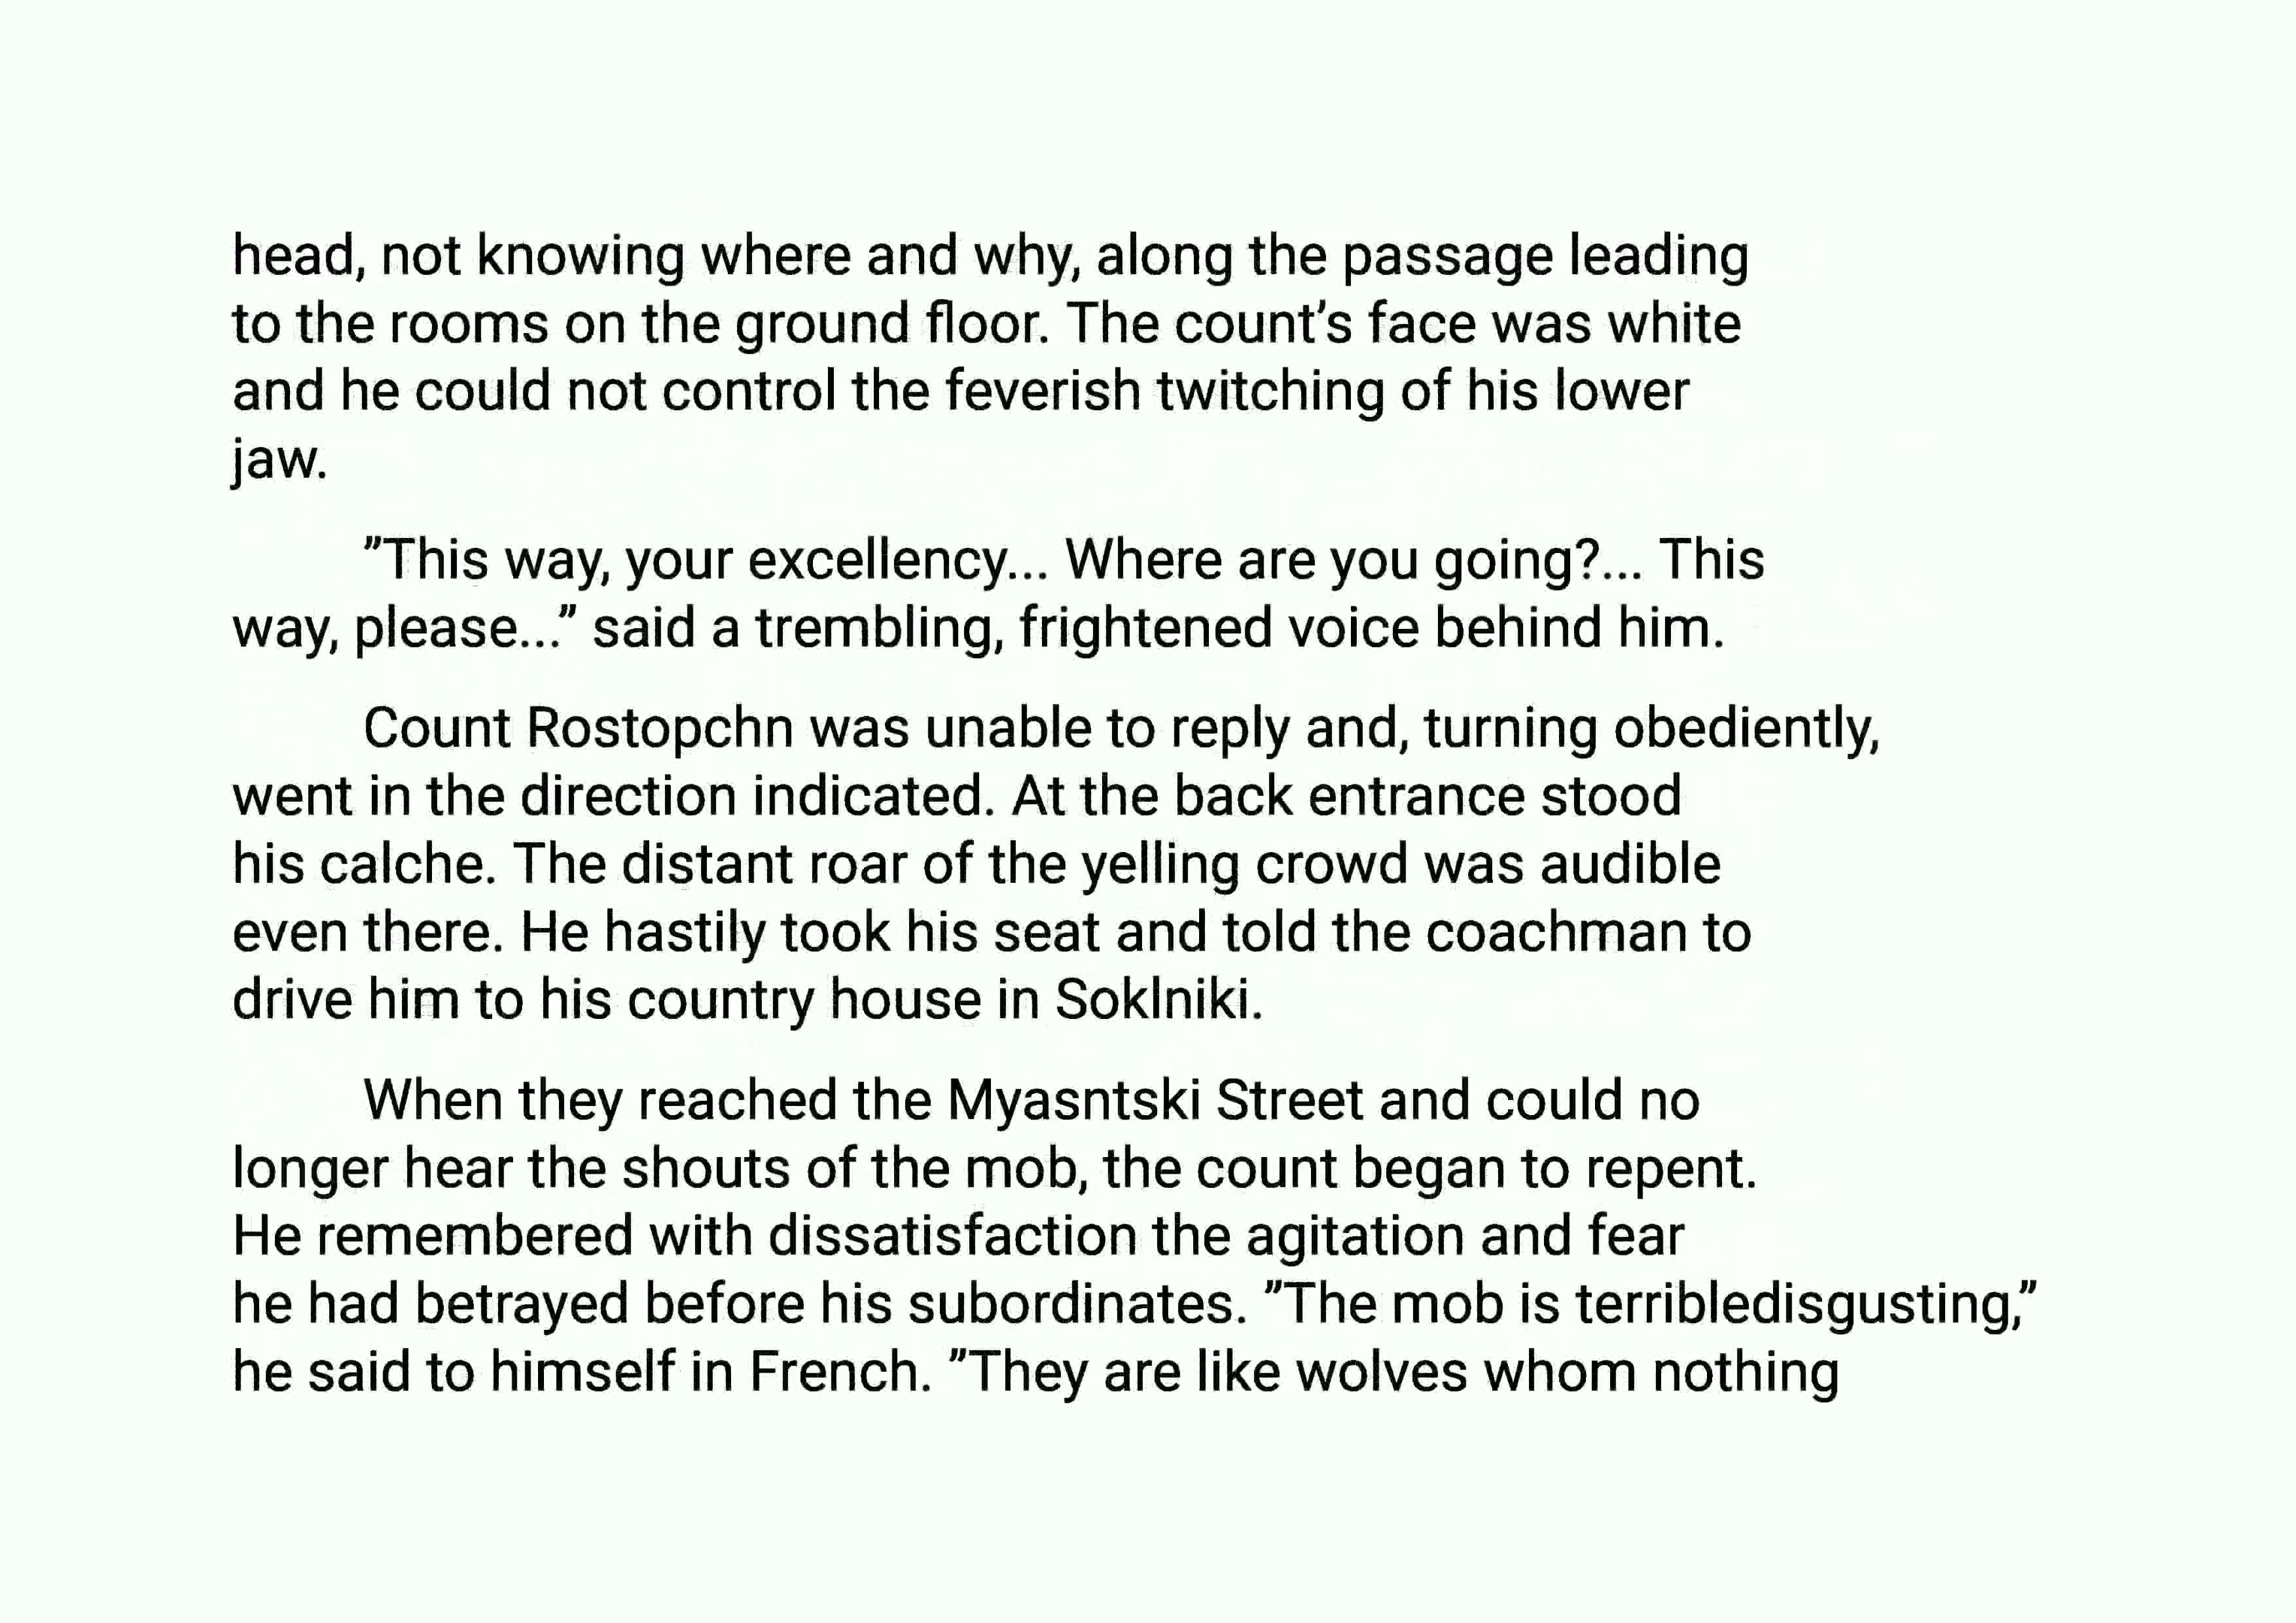 head, not knowing where and why, along the passage leading
to the rooms on the ground floor. The count's face was white
and he could not control the feverish twitching of his lower
jaw.
"This way, your excellency... Where are you going?... This
way, please..." said a trembling, frightened voice behind him.
Count Rostopchn was unable to reply and, turning obediently,
went in the direction indicated. At the back entrance stood
his calche. The distant roar of the yelling crowd was audible
even there. He hastily took his seat and told the coachman to
drive him to his country house in Soklniki.
When they reached the Myasntski Street and could no
longer hear the shouts of the mob, the count began to repent.
He remembered with dissatisfaction the agitation and fear
he had betrayed before his subordinates. "The mob is terribledisgusting,"
he said to himself in French. "They are like wolves whom nothing